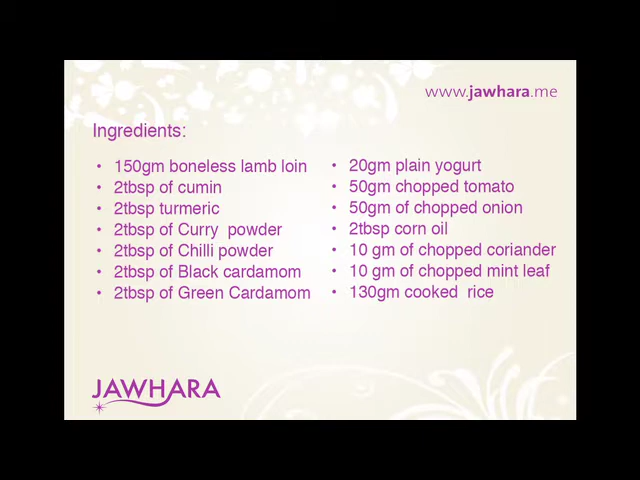 www.jawhara.me
Ingredients:
• 150gm boneless lamb loin
• 2tbsp of cumin
• 2tbsp turmeric
• 2tbsp of Curry  powder
• 2tbsp of Chilli powder
• 2tbsp of Black cardamom
• 2tbsp of Green Cardamom
• 20gm plain yogurt
• 50gm chopped tomato
• 50gm of chopped onion
• 2tbsp corn oil
• 10 gm of chopped coriander
• 10 gm of chopped mint leaf
• 130gm cooked  rice
JAWHARA